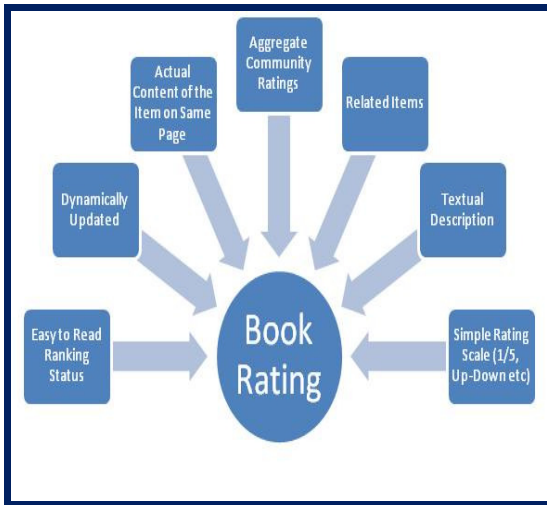 Aggregate
Community
Ratings
Actual
Content of the
Item on Same
Page
Related Items
Dynamically
Updated
Textual
Description
Easy to Read
Ranking
Status
Book
Rating
Simple Rating
Scale (1/5,
Up-Down etc)